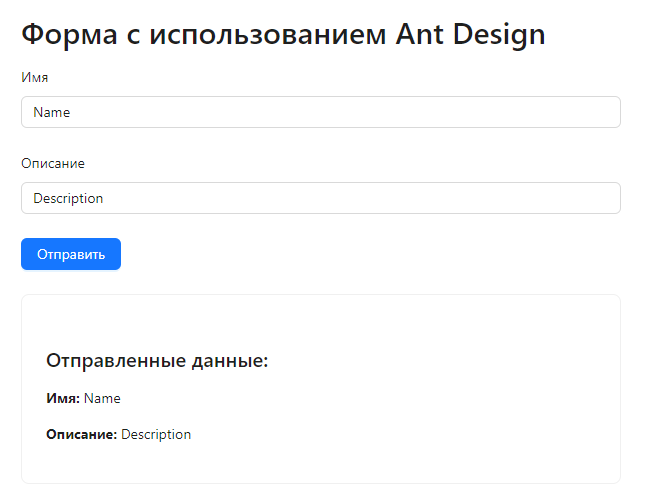 Форма с использованием Ant Design
Имя
Name
Описание
Description
Отправить
Отправленные данные:
Имя: Name
Описание: Description